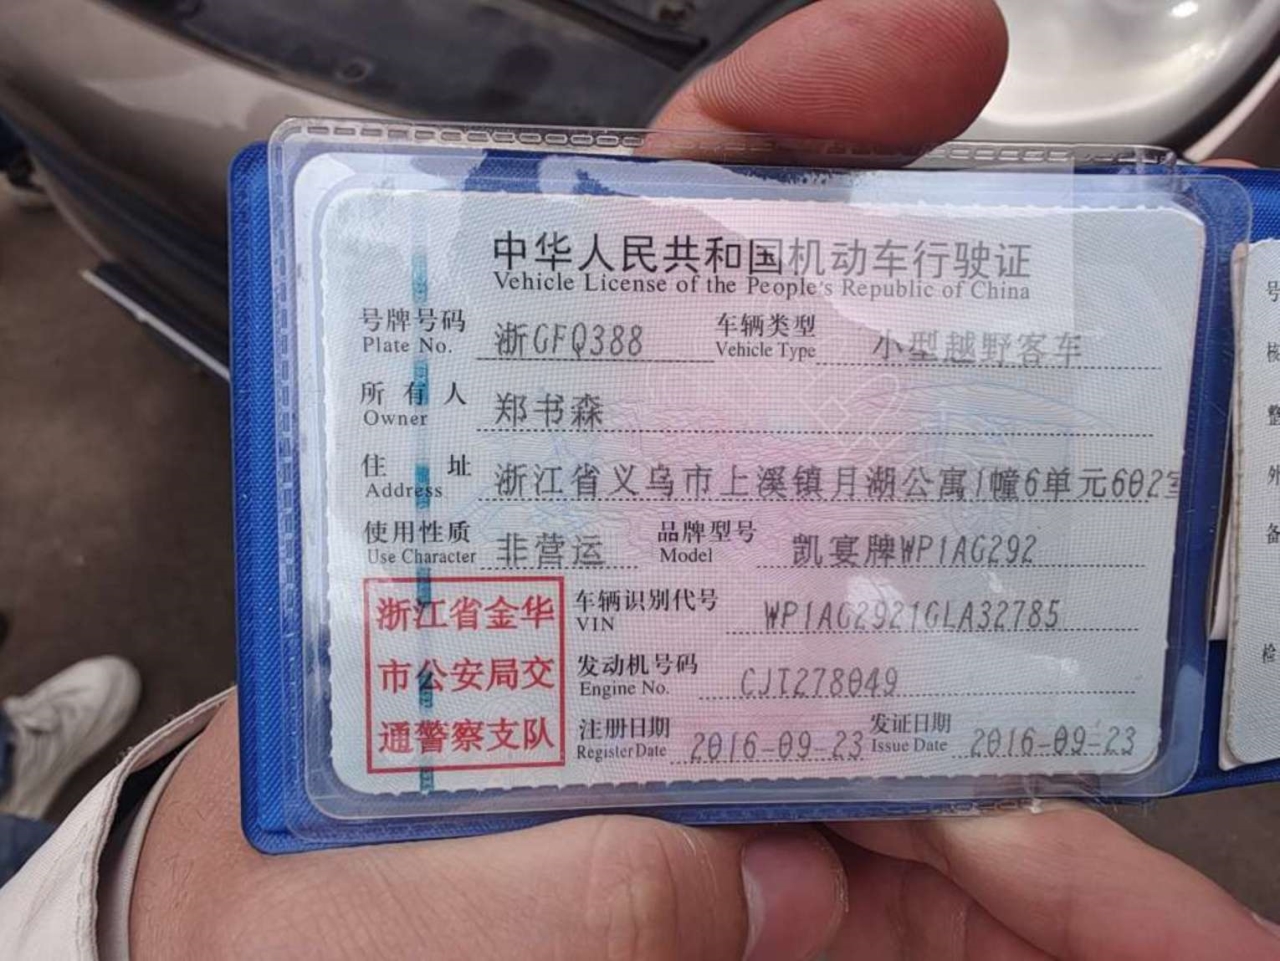 中华人民共和国机动车行驶证
Vehicle License of the People's Republic of China
号牌号码 浙GFQ388 车辆类型 小型越野客车
Plate No. Vehicle Type
所有人 郑书森
Owner
住址 浙江省义乌市上溪镇月湖公寓1幢6单元602室
Address
使用性质 非营运 品牌型号 凯宴牌WP1AG292
Use Character Model
浙江省金华
市公安局交
通警察支队
车辆识别代号 WP1AG2921GLA32785
VIN
发动机号码 CJT278049
Engine No.
注册日期 2016-09-23 发证日期 2016-09-23
Register Date Issue Date
号
核
整
外
备
检